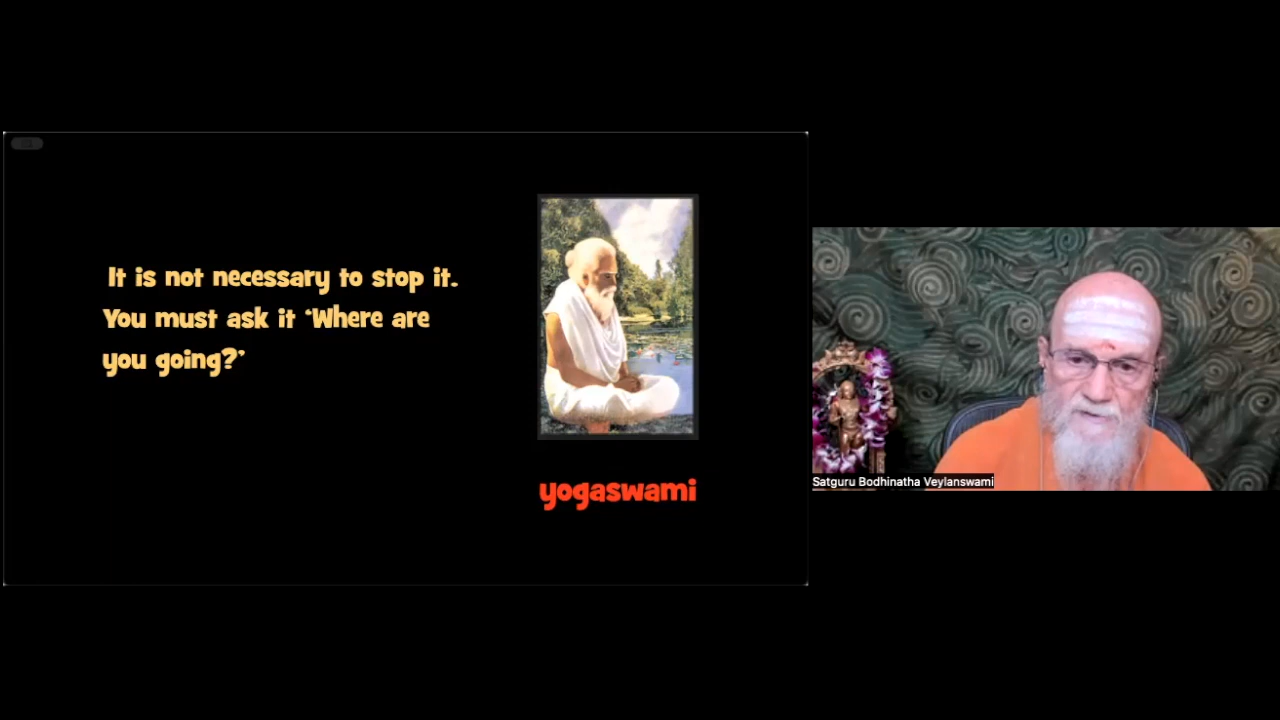 It is not necessary to stop it.
You must ask it ‘Where are
you going?’
yogaswami
Satguru Bodhinatha Veylanswami